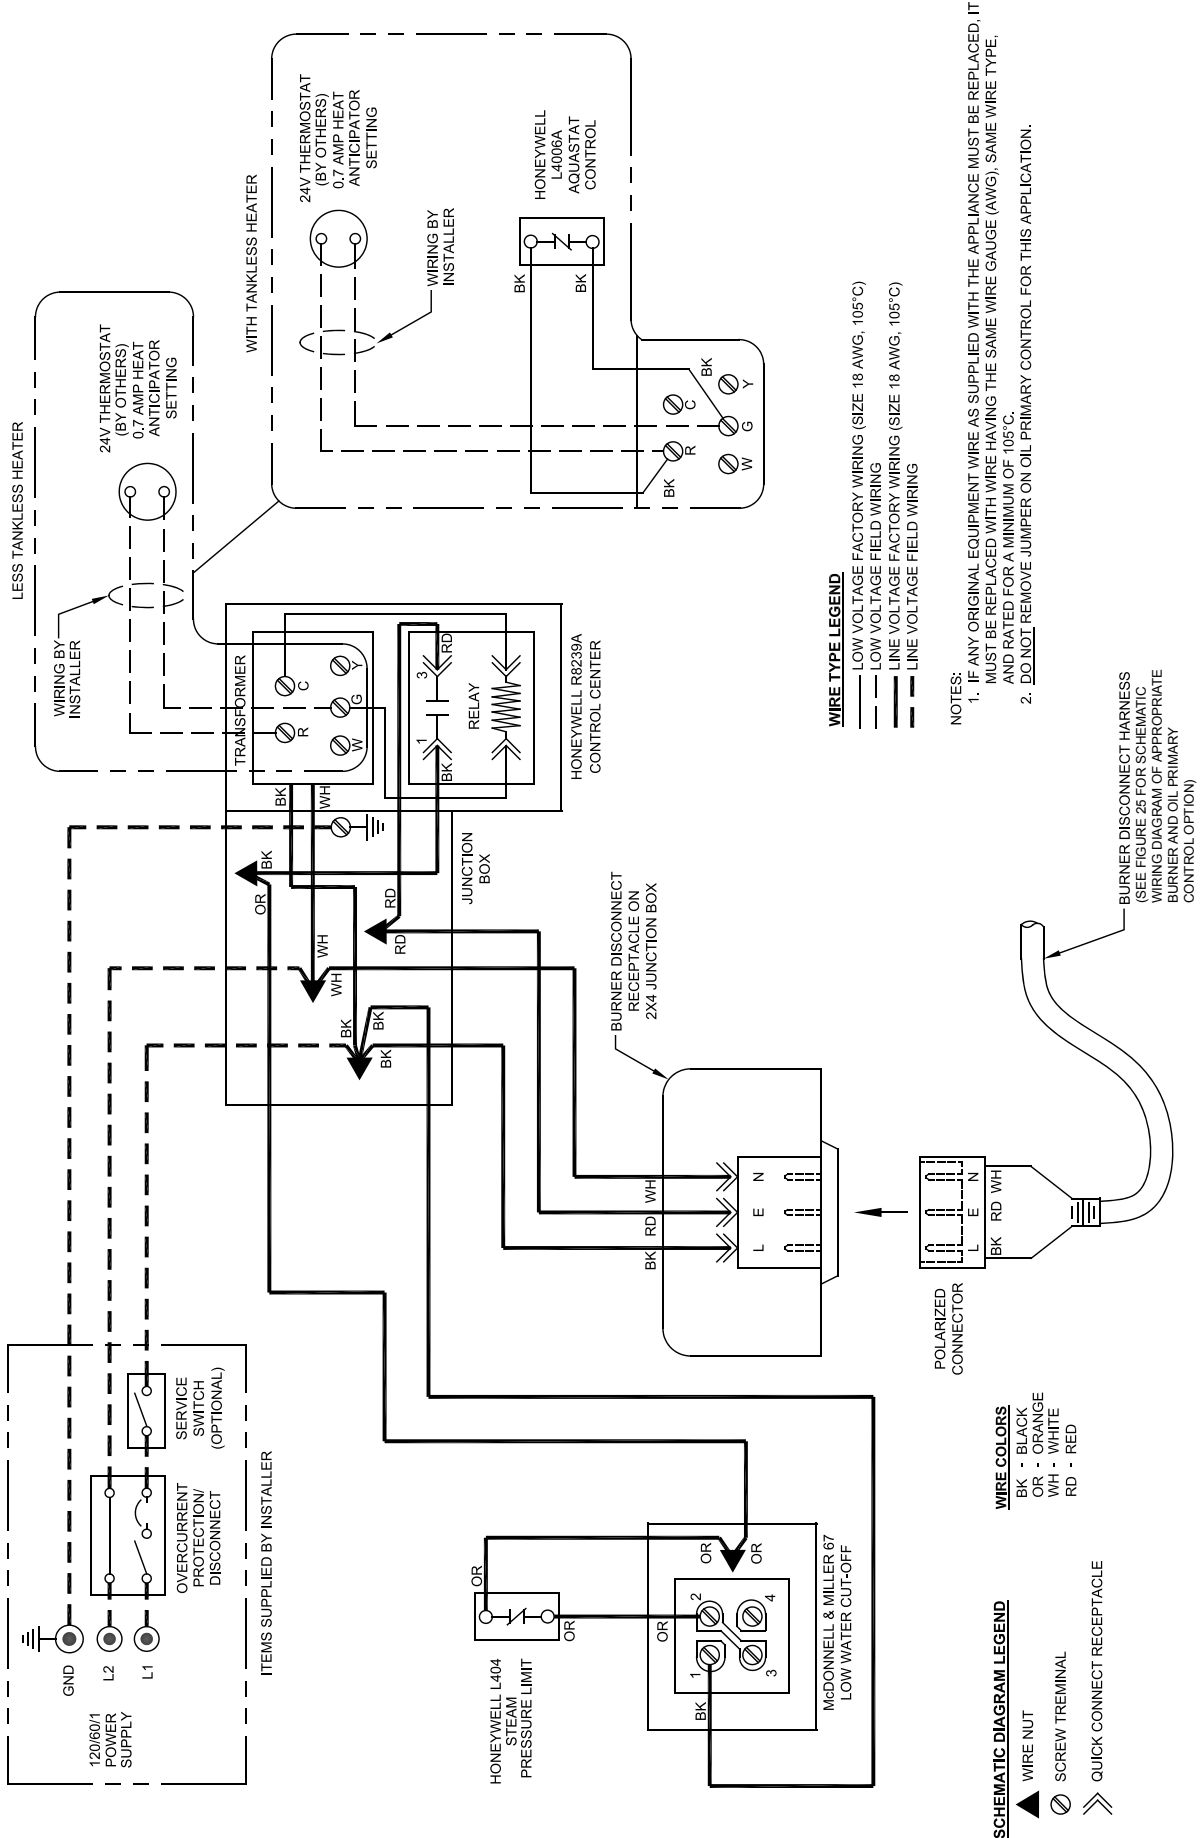 LESS TANKLESS HEATER
24V THERMOSTAT
(BY OTHERS)
0.7 AMP HEAT
ANTICIPATOR
SETTING
WIRING BY
INSTALLER
WITH TANKLESS HEATER
24V THERMOSTAT
(BY OTHERS)
0.7 AMP HEAT
ANTICIPATOR
SETTING
WIRING BY
INSTALLER
HONEYWELL
L4006A
AQUASTAT
CONTROL
BK
BK
BK
BK
R
C
W
G
Y
TRANSFORMER
R
C
W
G
Y
RELAY
1
3
BK
RD
HONEYWELL R8239A
CONTROL CENTER
BK
WH
JUNCTION
BOX
OR
BK
RD
RD
WH
WH
BK
BK
BK
GND
L2
L1
120/60/1
POWER
SUPPLY
OVERCURRENT
PROTECTION/
DISCONNECT
SERVICE
SWITCH
(OPTIONAL)
ITEMS SUPPLIED BY INSTALLER
HONEYWELL L404
STEAM
PRESSURE LIMIT
OR
OR
OR
OR
OR
BK
1
2
3
4
McDONNELL & MILLER 67
LOW WATER CUT-OFF
BURNER DISCONNECT
RECEPTACLE ON
2X4 JUNCTION BOX
BK
RD
WH
L
E
N
POLARIZED
CONNECTOR
L
E
N
BK
RD
WH
BURNER DISCONNECT HARNESS
(SEE FIGURE 25 FOR SCHEMATIC
WIRING DIAGRAM OF APPROPRIATE
BURNER AND OIL PRIMARY
CONTROL OPTION)
WIRE TYPE LEGEND
LOW VOLTAGE FACTORY WIRING (SIZE 18 AWG, 105°C)
LOW VOLTAGE FIELD WIRING
LINE VOLTAGE FACTORY WIRING (SIZE 18 AWG, 105°C)
LINE VOLTAGE FIELD WIRING
NOTES:
1. IF ANY ORIGINAL EQUIPMENT WIRE AS SUPPLIED WITH THE APPLIANCE MUST BE REPLACED, IT
MUST BE REPLACED WITH WIRE HAVING THE SAME WIRE GAUGE (AWG), SAME WIRE TYPE,
AND RATED FOR A MINIMUM OF 105°C.
2. DO NOT REMOVE JUMPER ON OIL PRIMARY CONTROL FOR THIS APPLICATION.
WIRE COLORS
BK - BLACK
OR - ORANGE
WH - WHITE
RD - RED
SCHEMATIC DIAGRAM LEGEND
WIRE NUT
SCREW TREMINAL
QUICK CONNECT RECEPTACLE